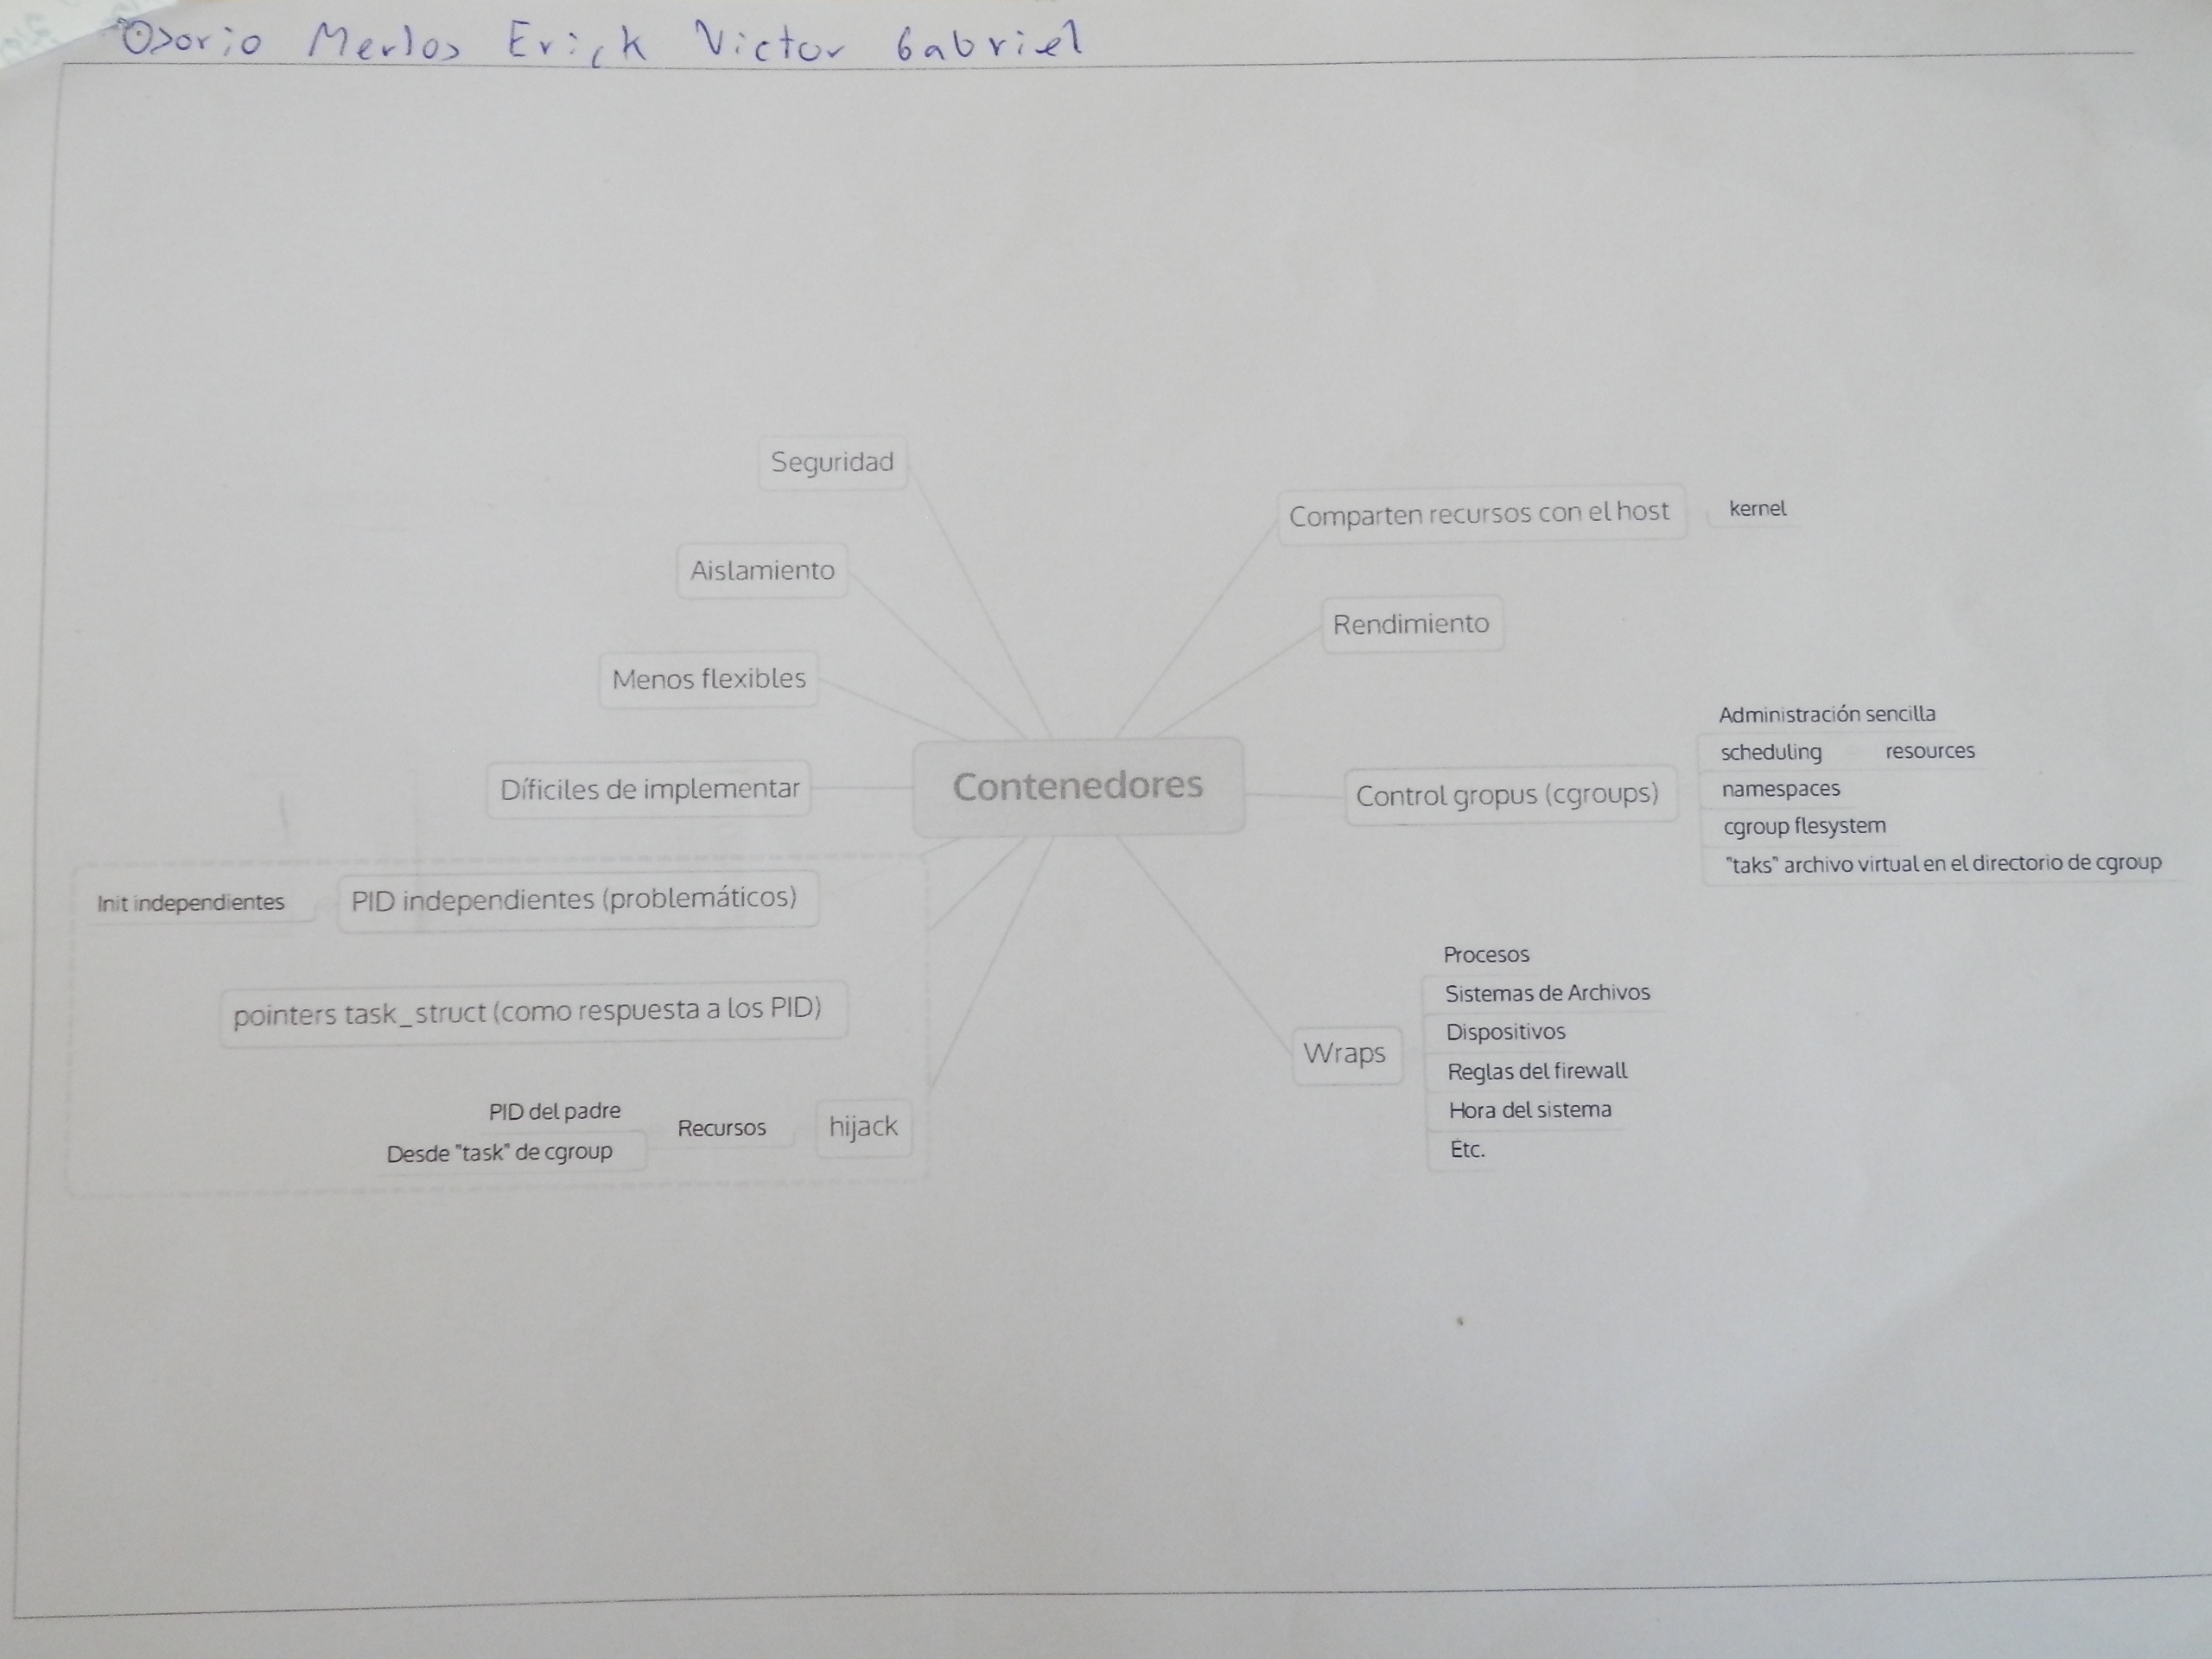 Osorio Merlos Erick Victor Gabriel
Seguridad
Aislamiento
Menos flexibles
Díficiles de implementar
Contenedores
PID independientes (problemáticos)
Init independientes
pointers task_struct (como respuesta a los PID)
hijack
Recursos
PID del padre
Desde "task" de cgroup
Comparten recursos con el host
kernel
Rendimiento
Control gropus (cgroups)
Administración sencilla
scheduling resources
namespaces
cgroup flesystem
"taks" archivo virtual en el directorio de cgroup
Wraps
Procesos
Sistemas de Archivos
Dispositivos
Reglas del firewall
Hora del sistema
Etc.